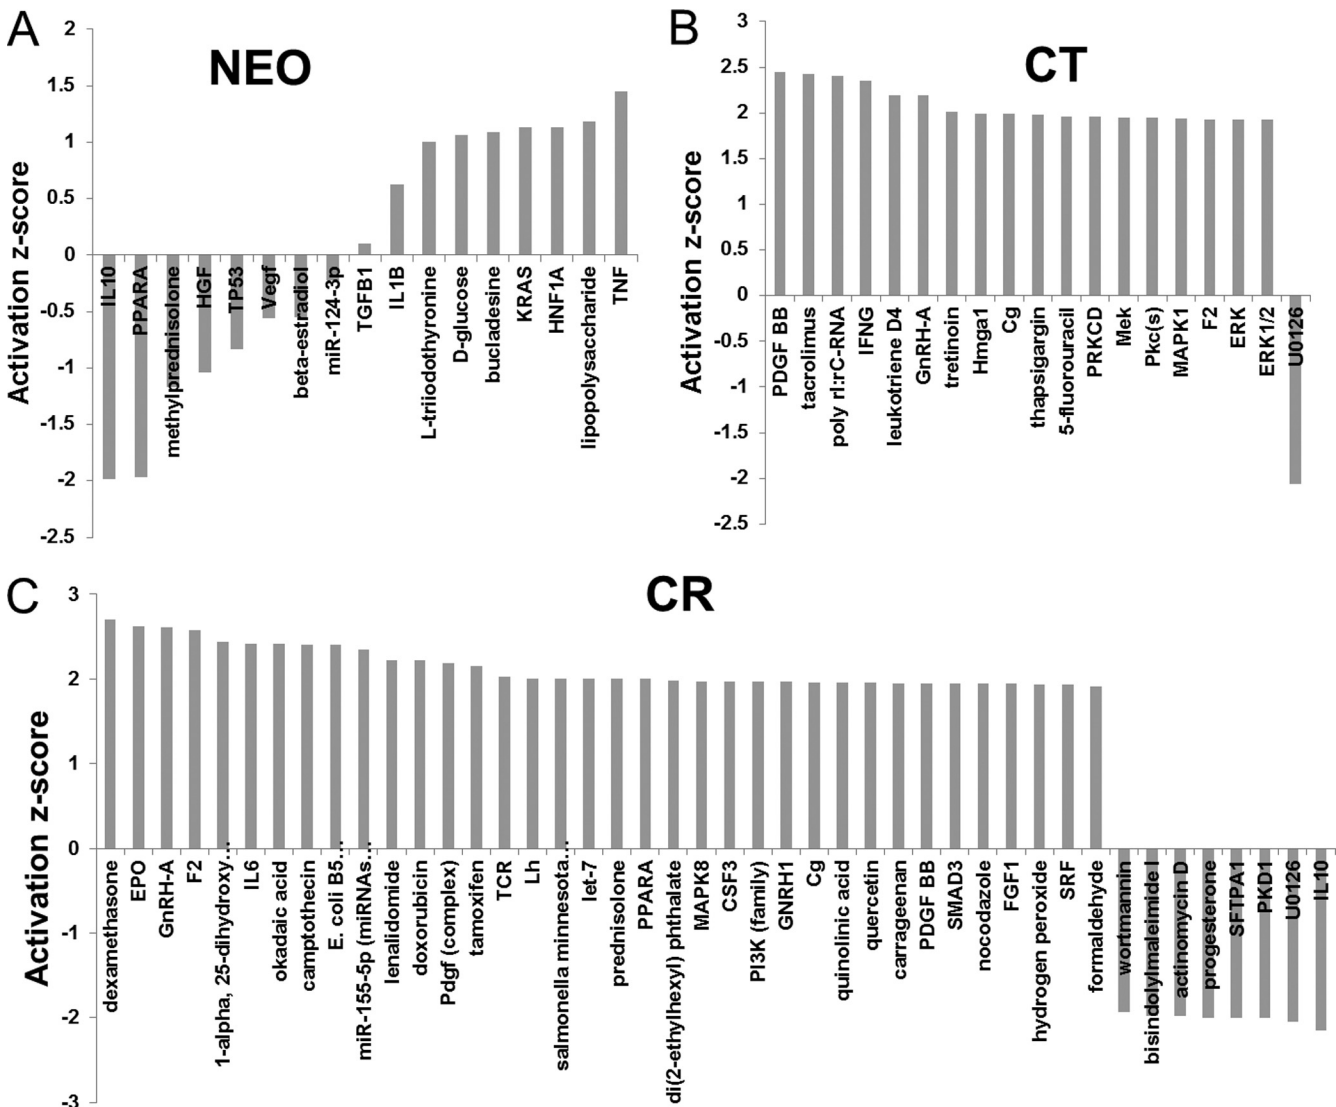 A
NEO
Activation z-score
2
1.5
1
0.5
0
-0.5
-1
-1.5
-2
-2.5
IL10
PPARA
methylprednisolone
HGF
TP53
Vegf
beta-estradiol
miR-124-3p
TGFB1
IL1B
L-triiodothyronine
D-glucose
bucladesine
KRAS
HNF1A
lipopolysaccharide
TNF
B
CT
Activation z-score
3
2.5
2
1.5
1
0.5
0
-0.5
-1
-1.5
-2
-2.5
PDGF BB
tacrolimus
poly rI:rC-RNA
IFNG
leukotriene D4
GnRH-A
tretinoin
Hmga1
Cg
thapsigargin
5-fluorouracil
PRKCD
Mek
Pkc(s)
MAPK1
F2
ERK
ERK1/2
U0126
C
CR
Activation z-score
3
2
1
0
-1
-2
-3
dexamethasone
EPO
GnRH-A
F2
1-alpha, 25-dihydroxy...
IL6
okadaic acid
camptothecin
E. coli B5...
miR-155-5p (miRNAs...
lenalidomide
doxorubicin
Pdgf (complex)
tamoxifen
TCR
Lh
salmonella minnesota...
let-7
prednisolone
PPARA
di(2-ethylhexyl) phthalate
MAPK8
CSF3
PI3K (family)
GNRH1
Cg
quinolinic acid
quercetin
carrageenan
PDGF BB
SMAD3
nocodazole
FGF1
hydrogen peroxide
SRF
formaldehyde
wortmannin
bisindolylmaleimide I
actinomycin D
progesterone
SFTPA1
PKD1
U0126
IL10